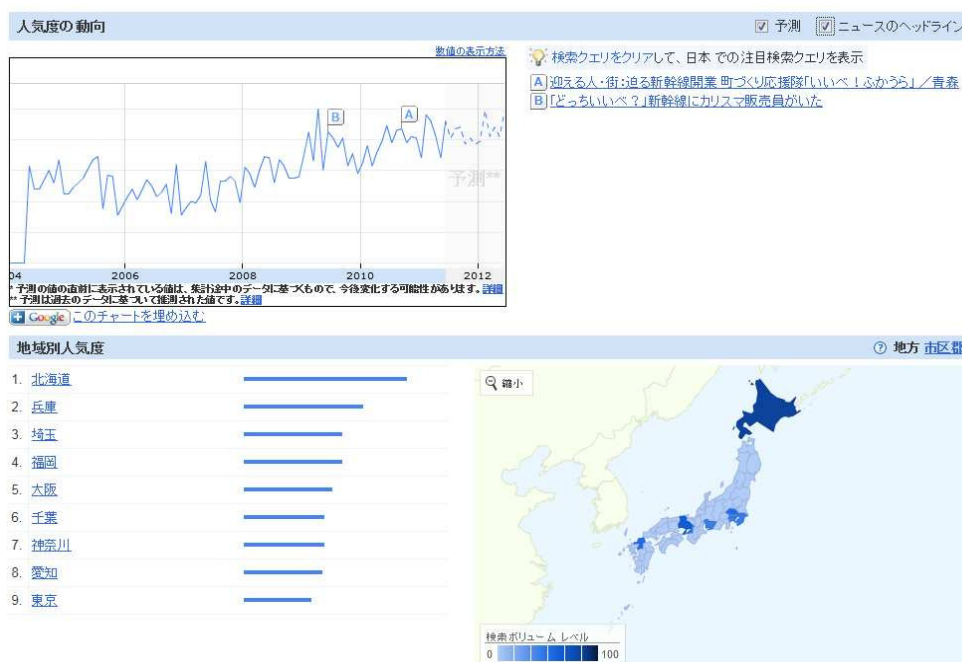 人気度の動向
予測 ニュースのヘッドライン
数値の表示方法
検索クエリをクリアして、日本 での注目検索クエリを表示
A 迎える人・街:迫る新幹線開業 町づくり応援隊「いいべ！ふかうら」／青森
B 「どっちいいべ？」新幹線にカリスマ販売員がいた
B
A
予測**
04 2006 2008 2010 2012
* 予測の値の直前に表示されている値は、集計途中のデータに基づくもので、今後変化する可能性があります。詳細
** 予測は過去のデータに基づいて推測された値です。詳細
Google このチャートを埋め込む
地域別人気度
地方 市区郡
1. 北海道
2. 兵庫
3. 埼玉
4. 福岡
5. 大阪
6. 千葉
7. 神奈川
8. 愛知
9. 東京
縮小
検索ボリューム レベル
0 100